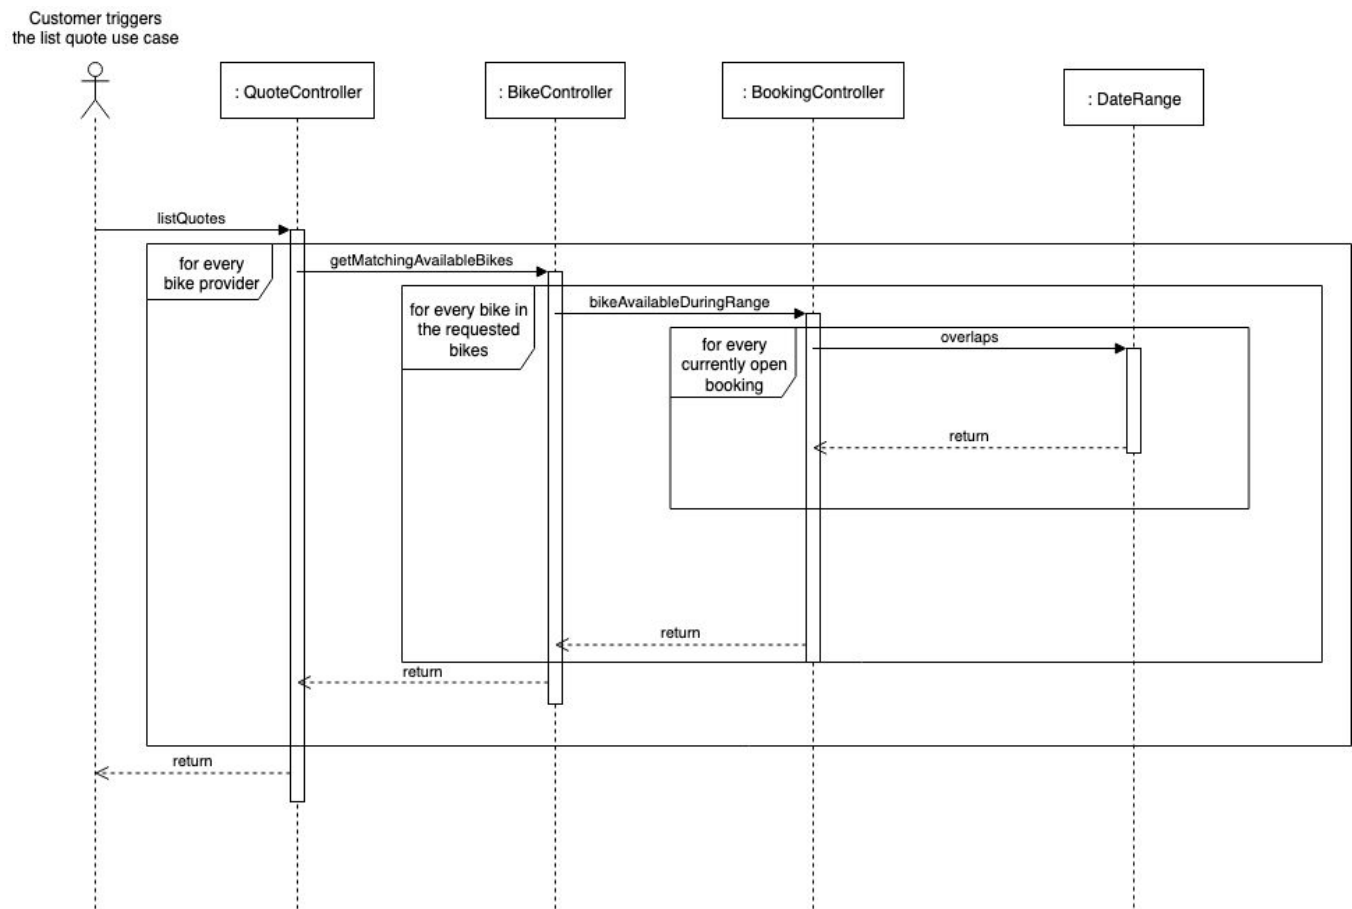 Customer triggers
the list quote use case
: QuoteController
: BikeController
: BookingController
: DateRange
listQuotes
for every
bike provider
getMatchingAvailableBikes
for every bike in
the requested
bikes
bikeAvailableDuringRange
for every
currently open
booking
overlaps
return
return
return
return